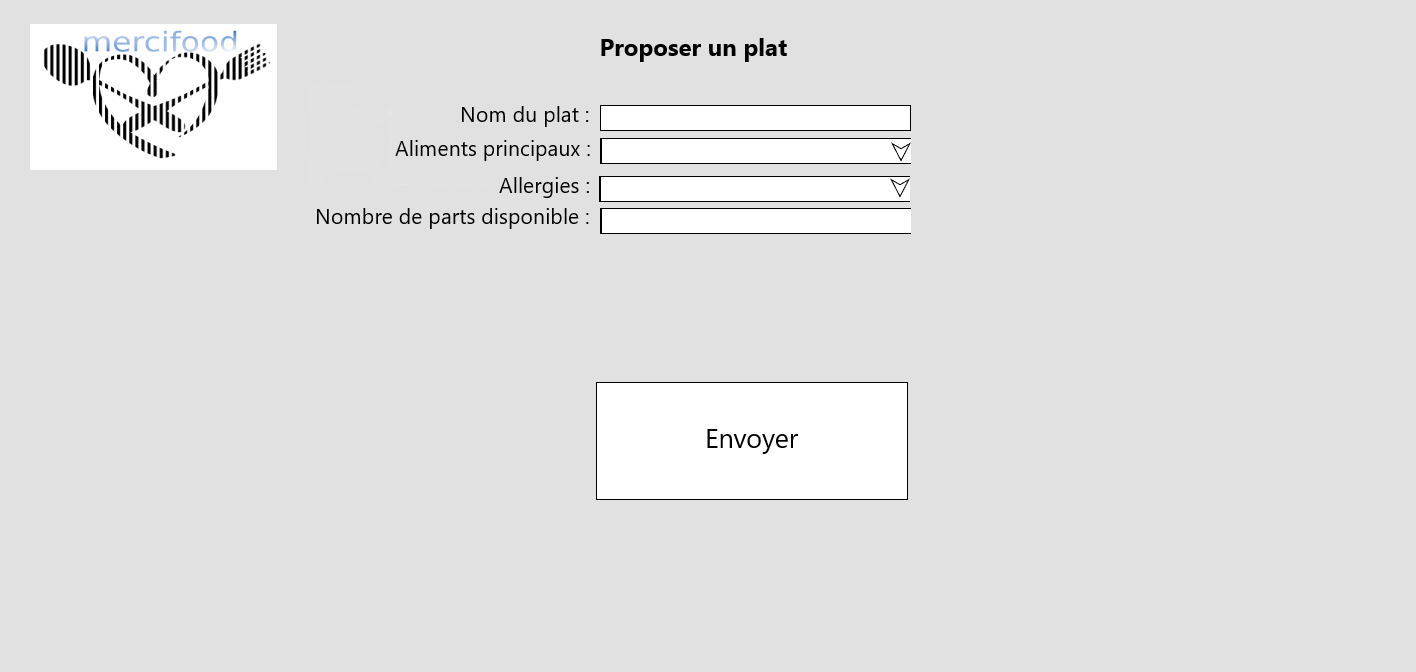 mercifood
Proposer un plat
Nom du plat :
Aliments principaux :
Allergies :
Nombre de parts disponible :
Envoyer